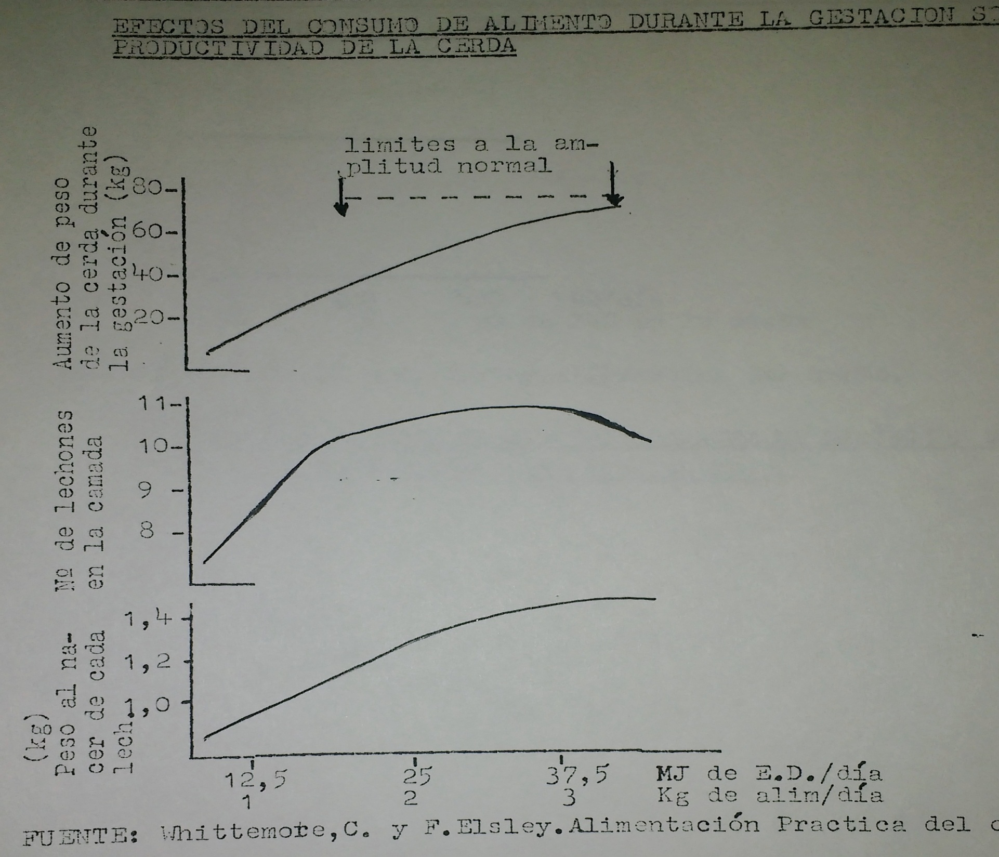 EFECTOS DEL CONSUMO DE ALIMENTO DURANTE LA GESTACION
PRODUCTIVIDAD DE LA CERDA
limites a la am-
plitud normal
Aumento de peso
de la cerda durante
la gestación (kg)
80
60
40
20
Nº de lechones
en la camada
11
10
9
8
(kg)
Peso al na-
cer de cada
lech.
1,4
1,2
1,0
12,5 25 37,5 MJ de E.D./día
1 2 3 Kg de alim/día
FUENTE: Whittemore,C. y F.Elsley.Alimentación Practica del